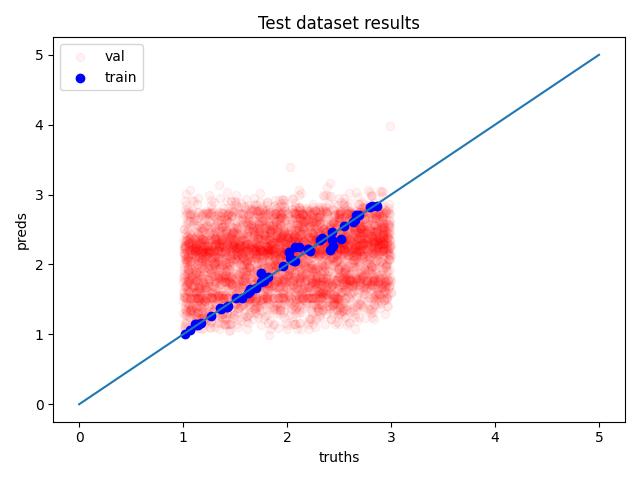 Test dataset results
val
train
5
4
3
2
1
0
preds
0 1 2 3 4 5
truths